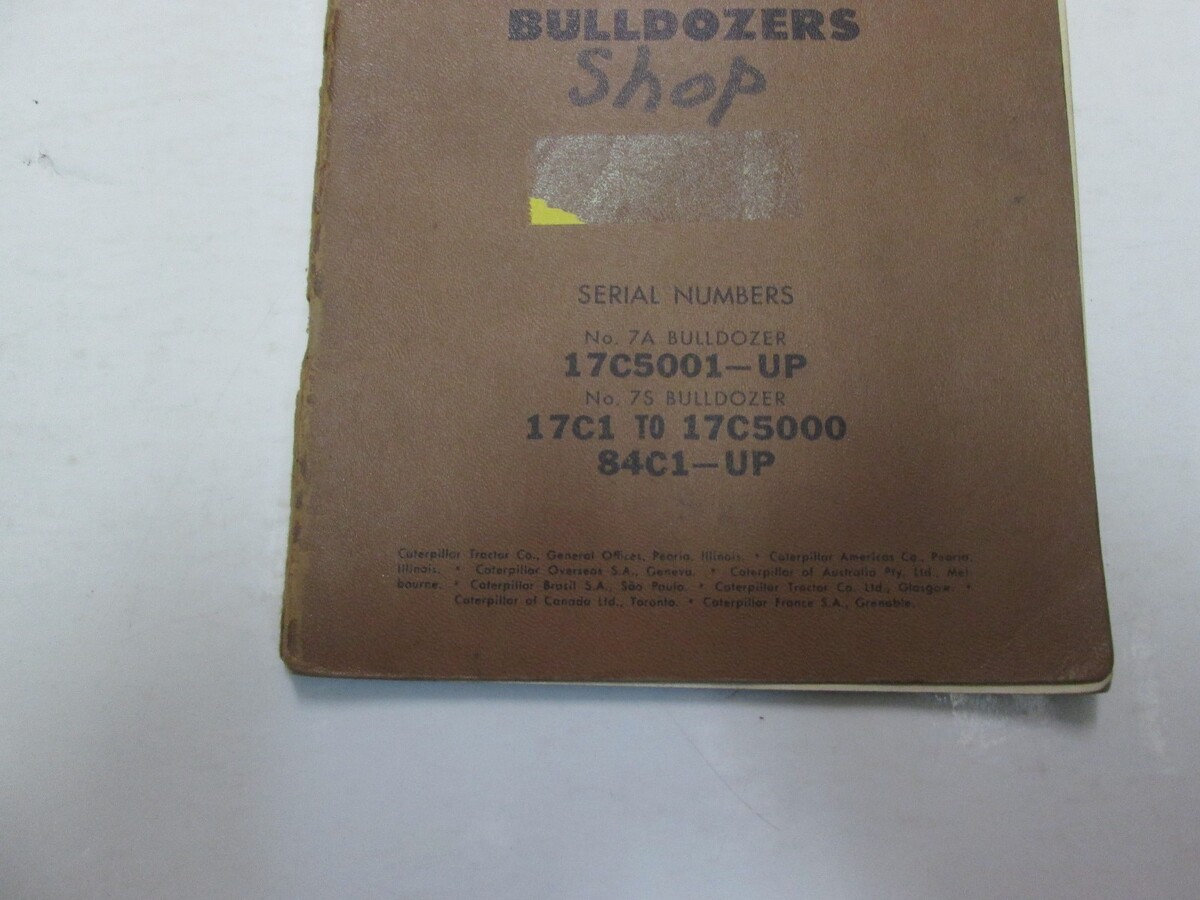 BULLDOZERS
Shop
SERIAL NUMBERS
No. 7A BULLDOZER
17C5001—UP
No. 7S BULLDOZER
17C1 TO 17C5000
84C1—UP
Caterpillar Tractor Co., General Offices, Peoria, Illinois. • Caterpillar Americas Co., Peoria,
Illinois. • Caterpillar Overseas S.A., Geneva. • Caterpillar of Australia Pty. Ltd., Mel-
bourne. • Caterpillar Brasil S.A., São Paulo. • Caterpillar Tractor Co. Ltd., Glasgow. •
Caterpillar of Canada Ltd., Toronto. • Caterpillar France S.A., Grenoble.